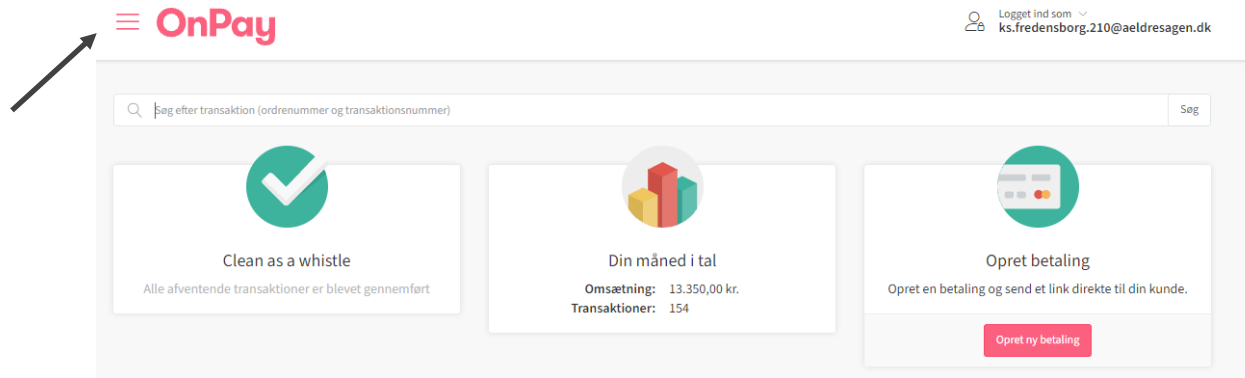 OnPay
Logget ind som
ks.fredensborg.210@aeldresagen.dk
Søg efter transaktion (ordrenummer og transaktionsnummer)
Søg
Clean as a whistle
Alle afventende transaktioner er blevet gennemført
Din måned i tal
Omsætning: 13.350,00 kr.
Transaktioner: 154
Opret betaling
Opret en betaling og send et link direkte til din kunde.
Opret ny betaling